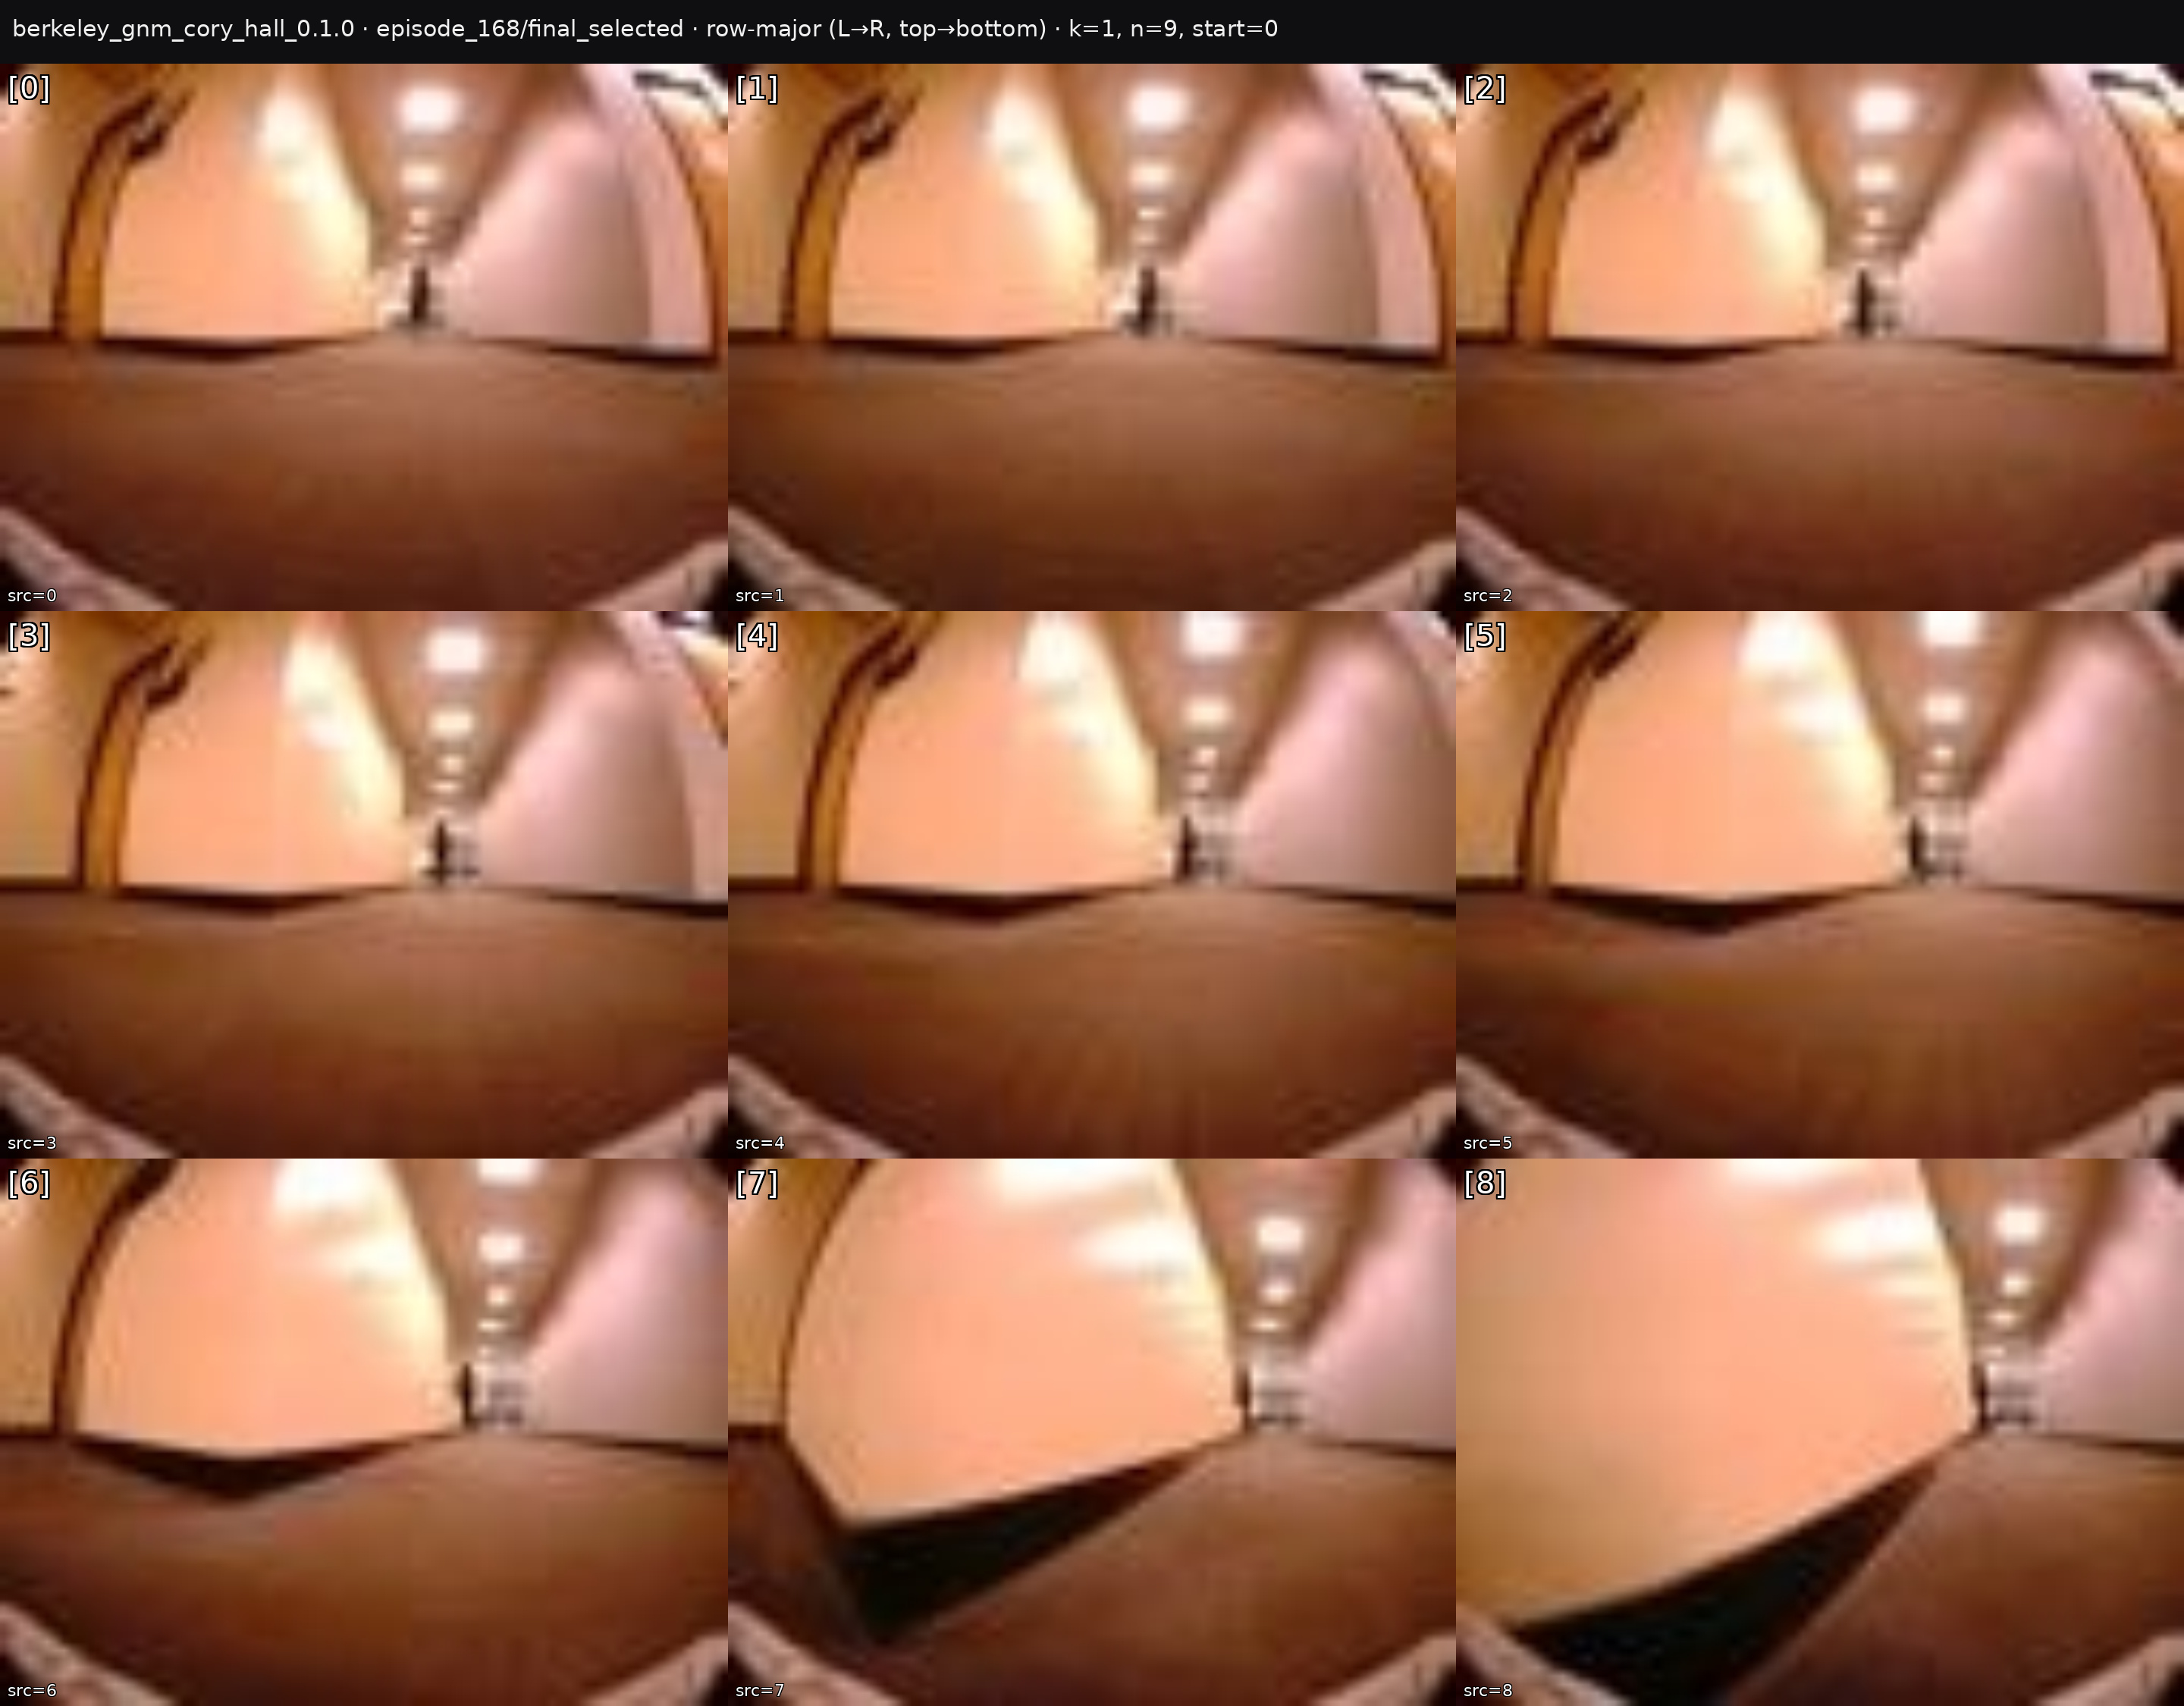 berkeley_gnm_cory_hall_0.1.0 · episode_168/final_selected · row-major (L→R, top→bottom) · k=1, n=9, start=0
[0]
[1]
[2]
src=0
src=1
src=2
[3]
[4]
[5]
src=3
src=4
src=5
[6]
[7]
[8]
src=6
src=7
src=8